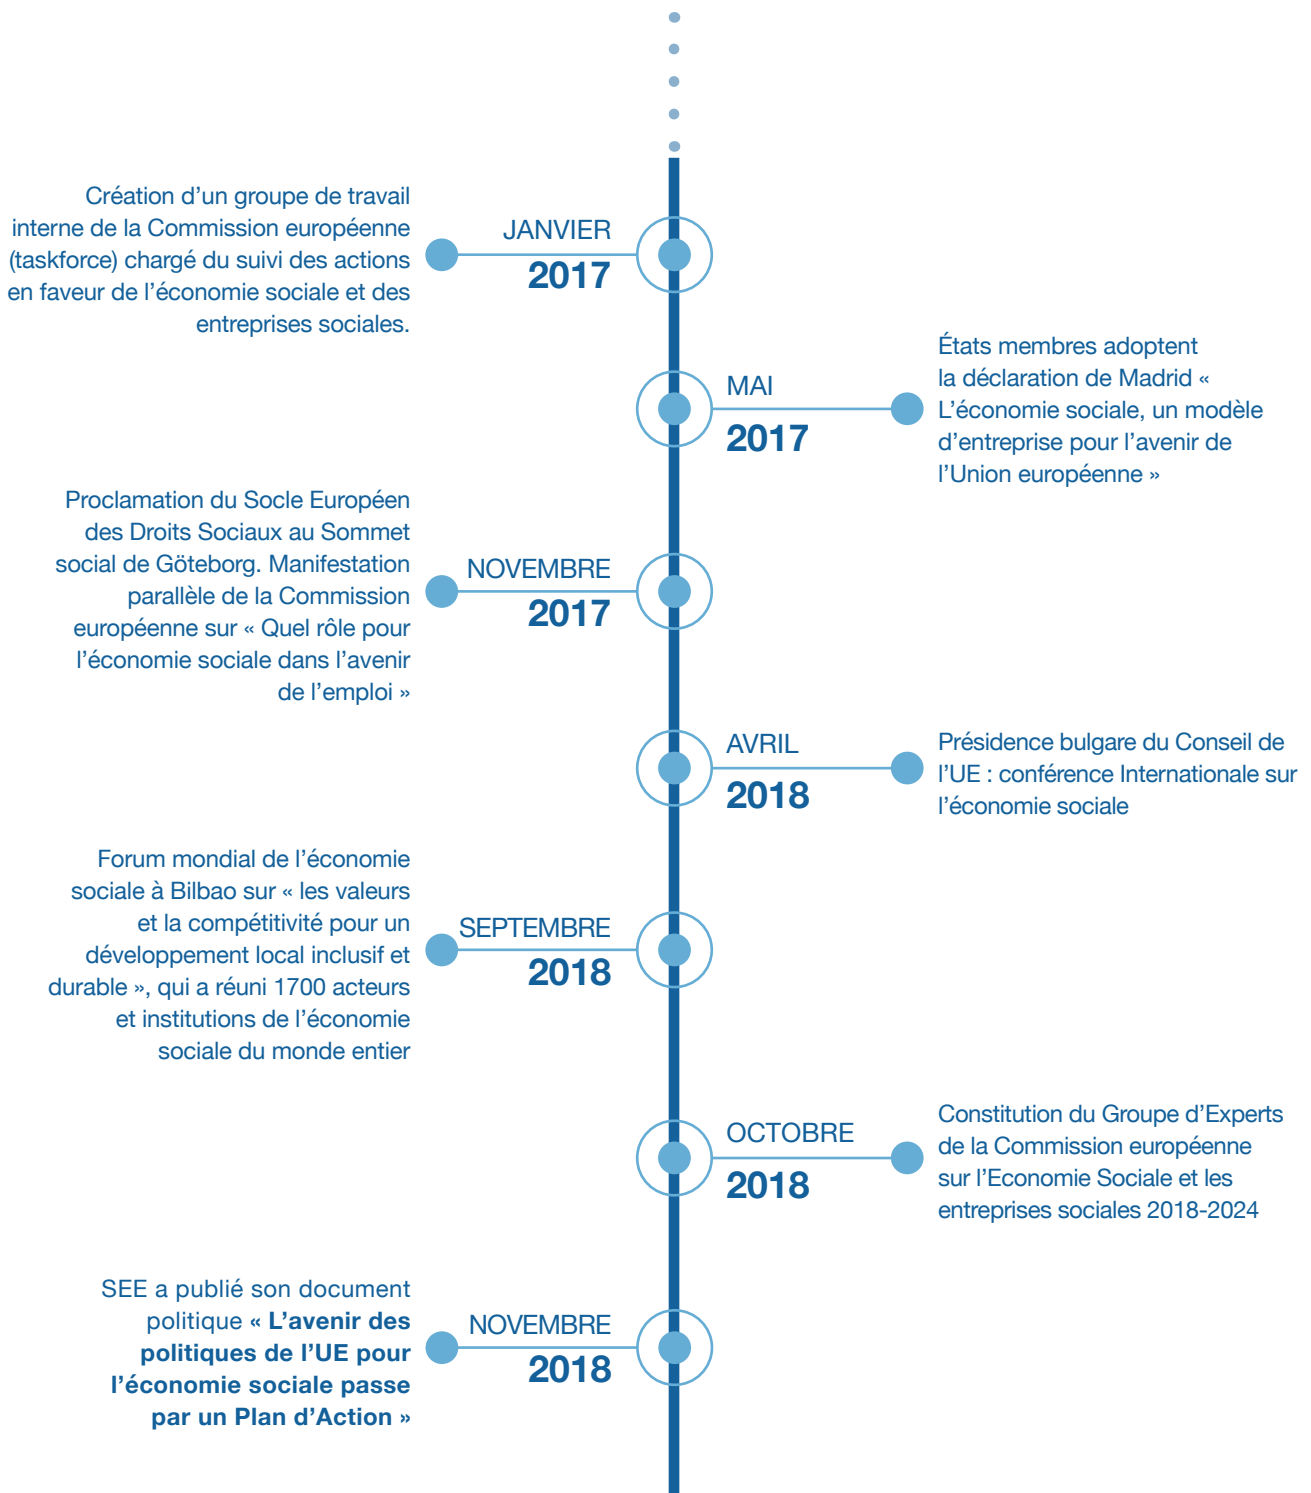 JANVIER
2017
Création d’un groupe de travail
interne de la Commission européenne
(taskforce) chargé du suivi des actions
en faveur de l’économie sociale et des
entreprises sociales.
MAI
2017
États membres adoptent
la déclaration de Madrid «
L’économie sociale, un modèle
d’entreprise pour l’avenir de
l’Union européenne »
NOVEMBRE
2017
Proclamation du Socle Européen
des Droits Sociaux au Sommet
social de Göteborg. Manifestation
parallèle de la Commission
européenne sur « Quel rôle pour
l’économie sociale dans l’avenir
de l’emploi »
AVRIL
2018
Présidence bulgare du Conseil de
l’UE : conférence Internationale sur
l’économie sociale
SEPTEMBRE
2018
Forum mondial de l’économie
sociale à Bilbao sur « les valeurs
et la compétitivité pour un
développement local inclusif et
durable », qui a réuni 1700 acteurs
et institutions de l’économie
sociale du monde entier
OCTOBRE
2018
Constitution du Groupe d’Experts
de la Commission européenne
sur l’Economie Sociale et les
entreprises sociales 2018-2024
NOVEMBRE
2018
SEE a publié son document
politique « L’avenir des
politiques de l’UE pour
l’économie sociale passe
par un Plan d’Action »